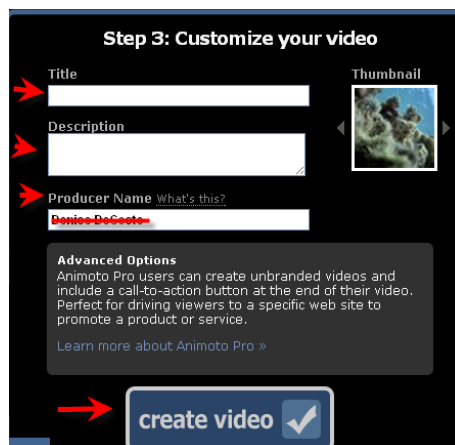 Step 3: Customize your video
Title
Thumbnail
Description
Producer Name What's this?
Advanced Options
Animoto Pro users can create unbranded videos and
include a call-to-action button at the end of their video.
Perfect for driving viewers to a specific web site to
promote a product or service.
Learn more about Animoto Pro »
create video